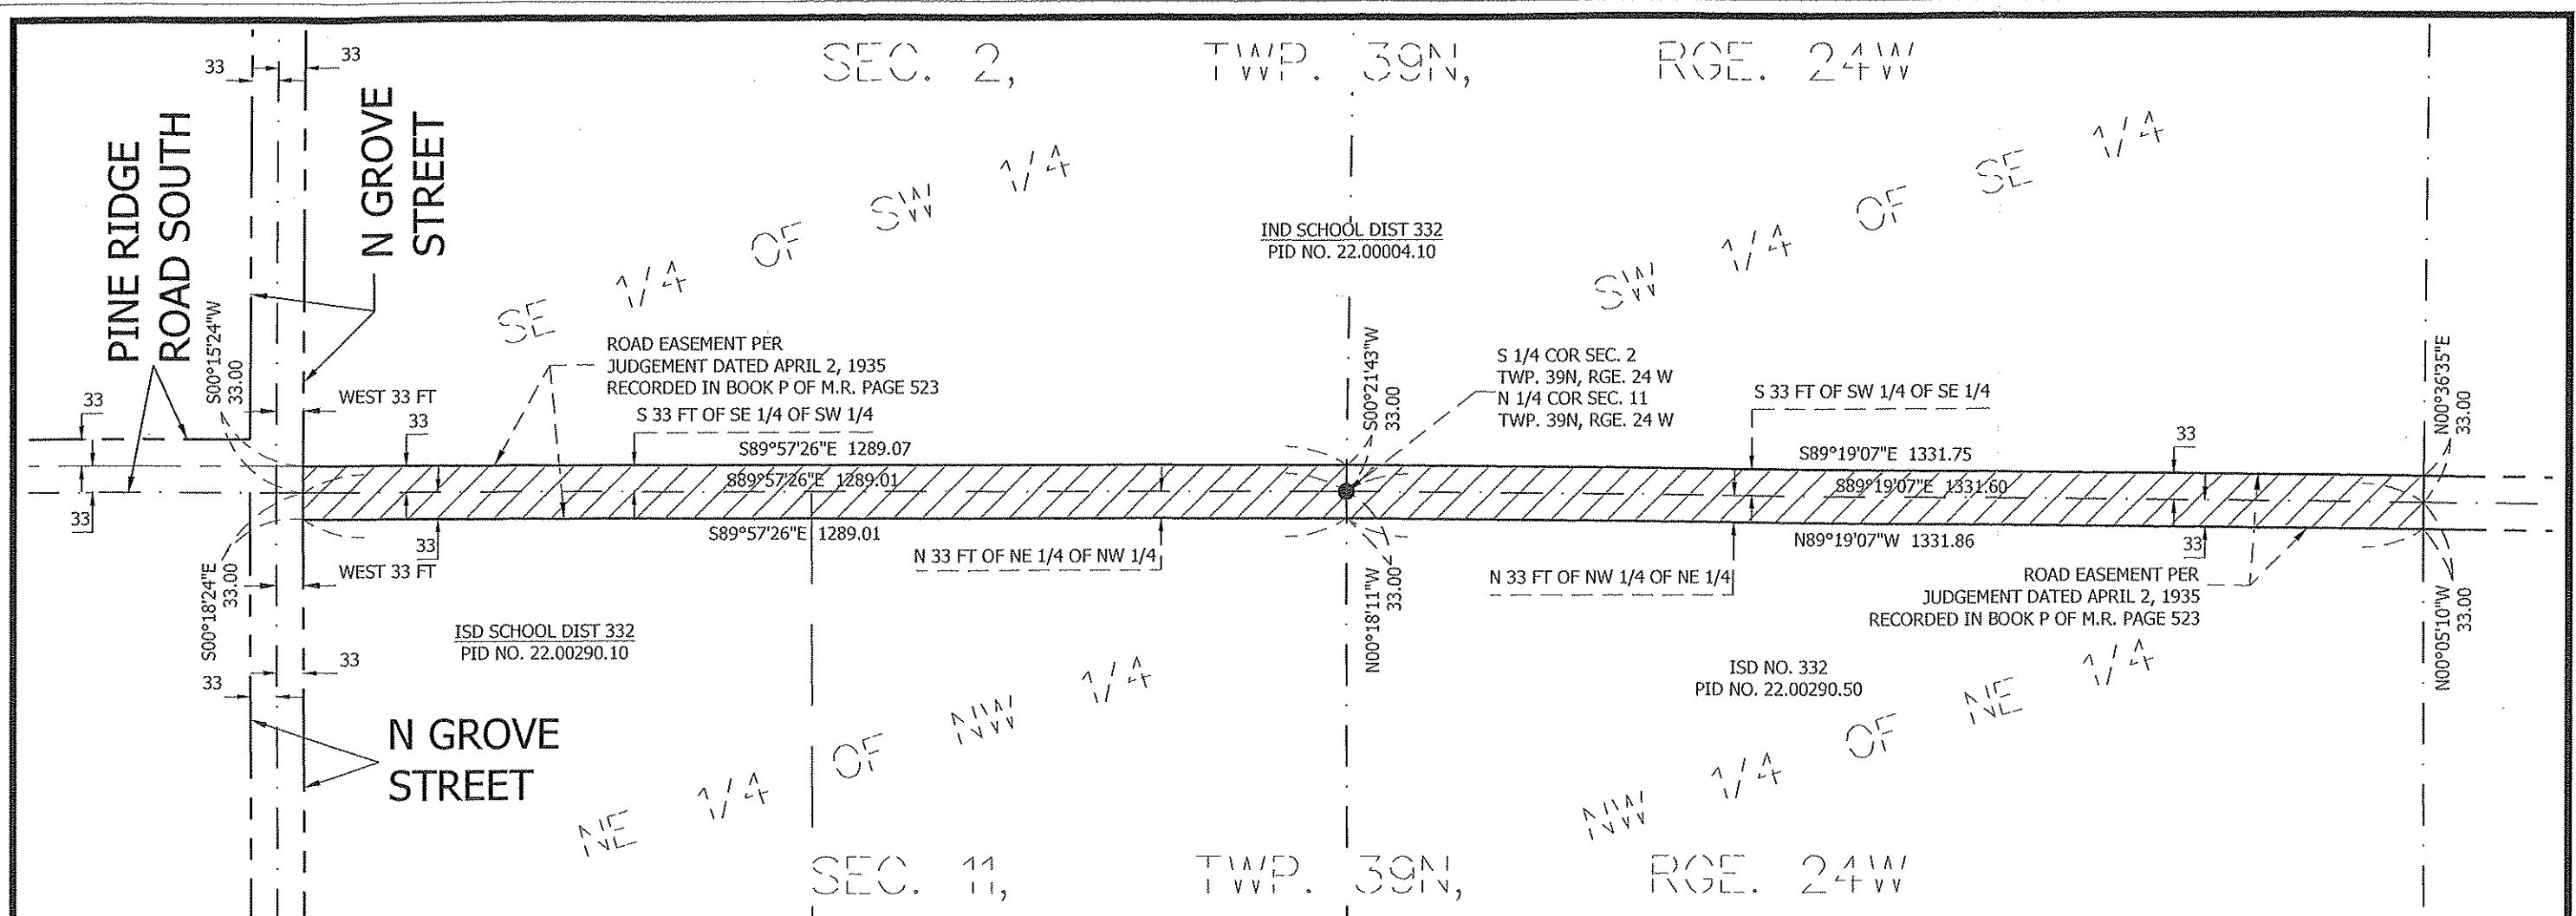 SEC. 2, TWP. 39N, RGE. 24W
33
33
PINE RIDGE
ROAD SOUTH
N GROVE
STREET
SE 1/4 OF SW 1/4
SW 1/4 OF SE 1/4
IND SCHOOL DIST 332
PID NO. 22.00004.10
S00°15'24"W
33.00
ROAD EASEMENT PER
JUDGEMENT DATED APRIL 2, 1935
RECORDED IN BOOK P OF M.R. PAGE 523
S00°21'43"W
33.00
S 1/4 COR SEC. 2
TWP. 39N, RGE. 24 W
N 1/4 COR SEC. 11
TWP. 39N, RGE. 24 W
N00°36'35"E
33.00
33
WEST 33 FT
33
S 33 FT OF SE 1/4 OF SW 1/4
S 33 FT OF SW 1/4 OF SE 1/4
33
S89°57'26"E 1289.07
S89°19'07"E 1331.75
S89°57'26"E 1289.01
S89°19'07"E 1331.60
33
S89°57'26"E 1289.01
N89°19'07"W 1331.86
33
33
N 33 FT OF NE 1/4 OF NW 1/4
N 33 FT OF NW 1/4 OF NE 1/4
WEST 33 FT
S00°18'24"E
33.00
N00°18'11"W
33.00
ROAD EASEMENT PER
JUDGEMENT DATED APRIL 2, 1935
RECORDED IN BOOK P OF M.R. PAGE 523
N00°05'10"W
33.00
ISD SCHOOL DIST 332
PID NO. 22.00290.10
33
33
ISD NO. 332
PID NO. 22.00290.50
N GROVE
STREET
NE 1/4 OF NW 1/4
NW 1/4 OF NE 1/4
SEC. 11, TWP. 39N, RGE. 24W